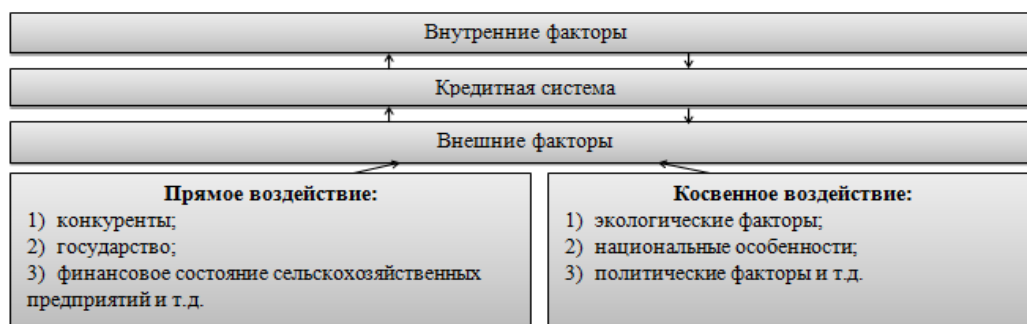 Внутренние факторы
Кредитная система
Внешние факторы
Прямое воздействие:
1) конкуренты;
2) государство;
3) финансовое состояние сельскохозяйственных
предприятий и т.д.
Косвенное воздействие:
1) экологические факторы;
2) национальные особенности;
3) политические факторы и т.д.